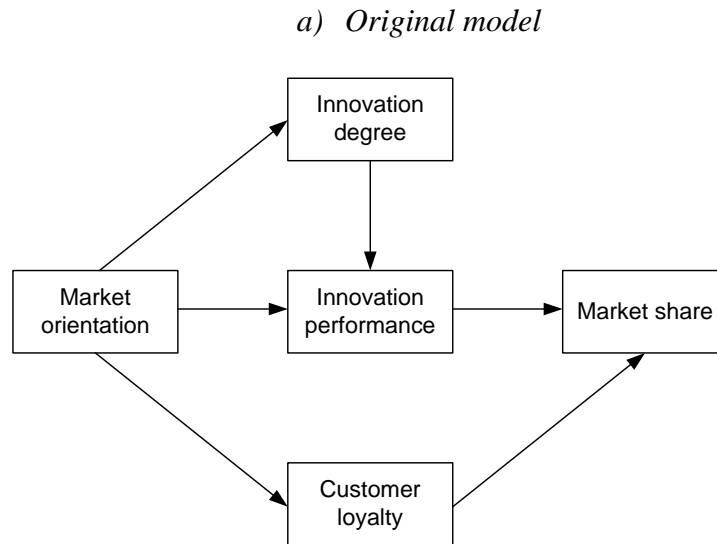 a) Original model
Innovation
degree
Market
orientation
Innovation
performance
Market share
Customer
loyalty